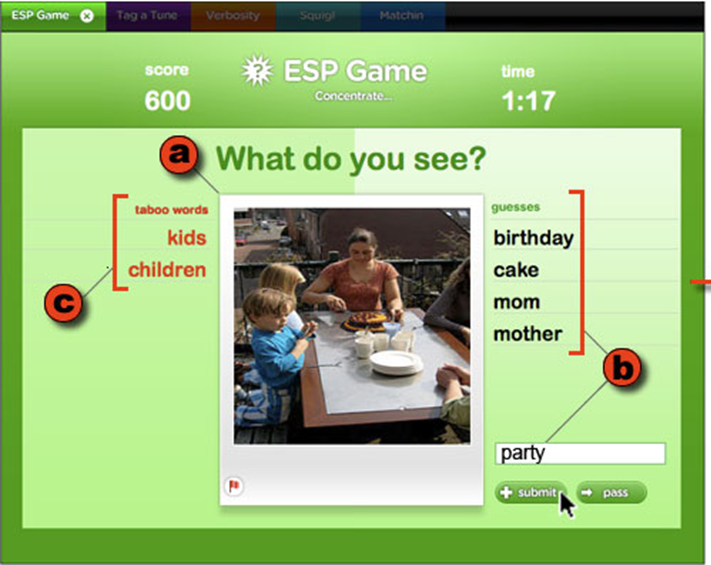 ESP Game Tag a Tune Verbosity Squigl Matchin
score
600
ESP Game
Concentrate...
time
1:17
a
What do you see?
taboo words
kids
children
c
guesses
birthday
cake
mom
mother
b
party
submit pass